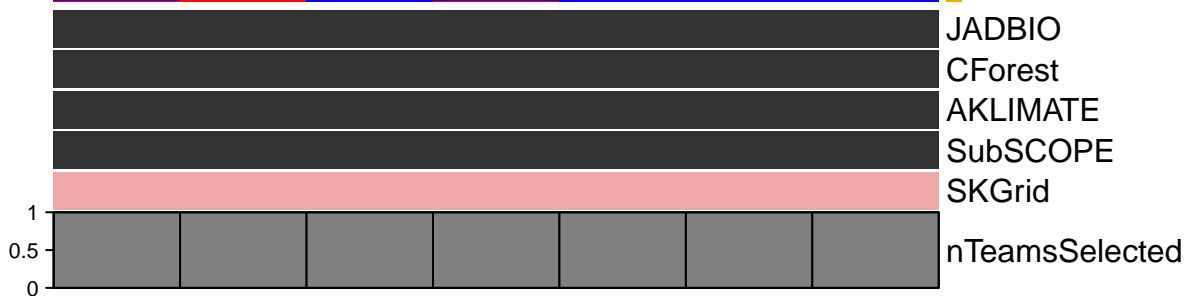 JADBIO
CForest
AKLIMATE
SubSCOPE
SKGrid
1
0.5
0
nTeamsSelected